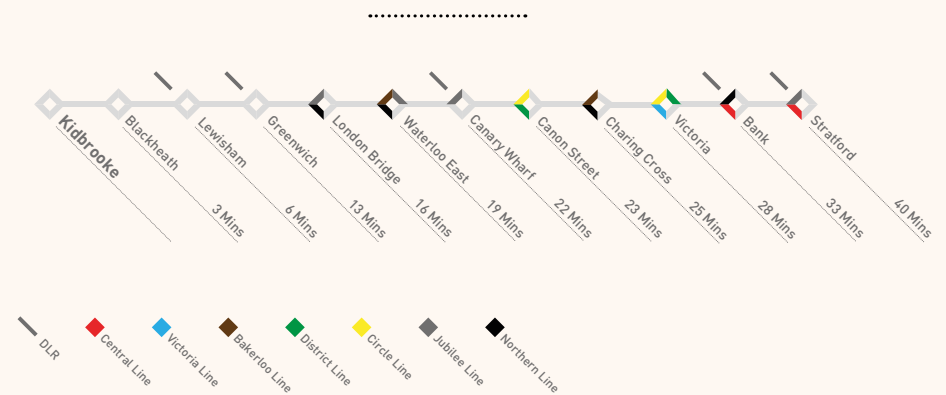 Kidbrooke
Blackheath
3 Mins
Lewisham
6 Mins
Greenwich
13 Mins
London Bridge
16 Mins
Waterloo East
19 Mins
Canary Wharf
22 Mins
Canon Street
23 Mins
Charing Cross
25 Mins
Victoria
28 Mins
Bank
33 Mins
Stratford
40 Mins
DLR
Central Line
Victoria Line
Bakerloo Line
District Line
Circle Line
Jubilee Line
Northern Line